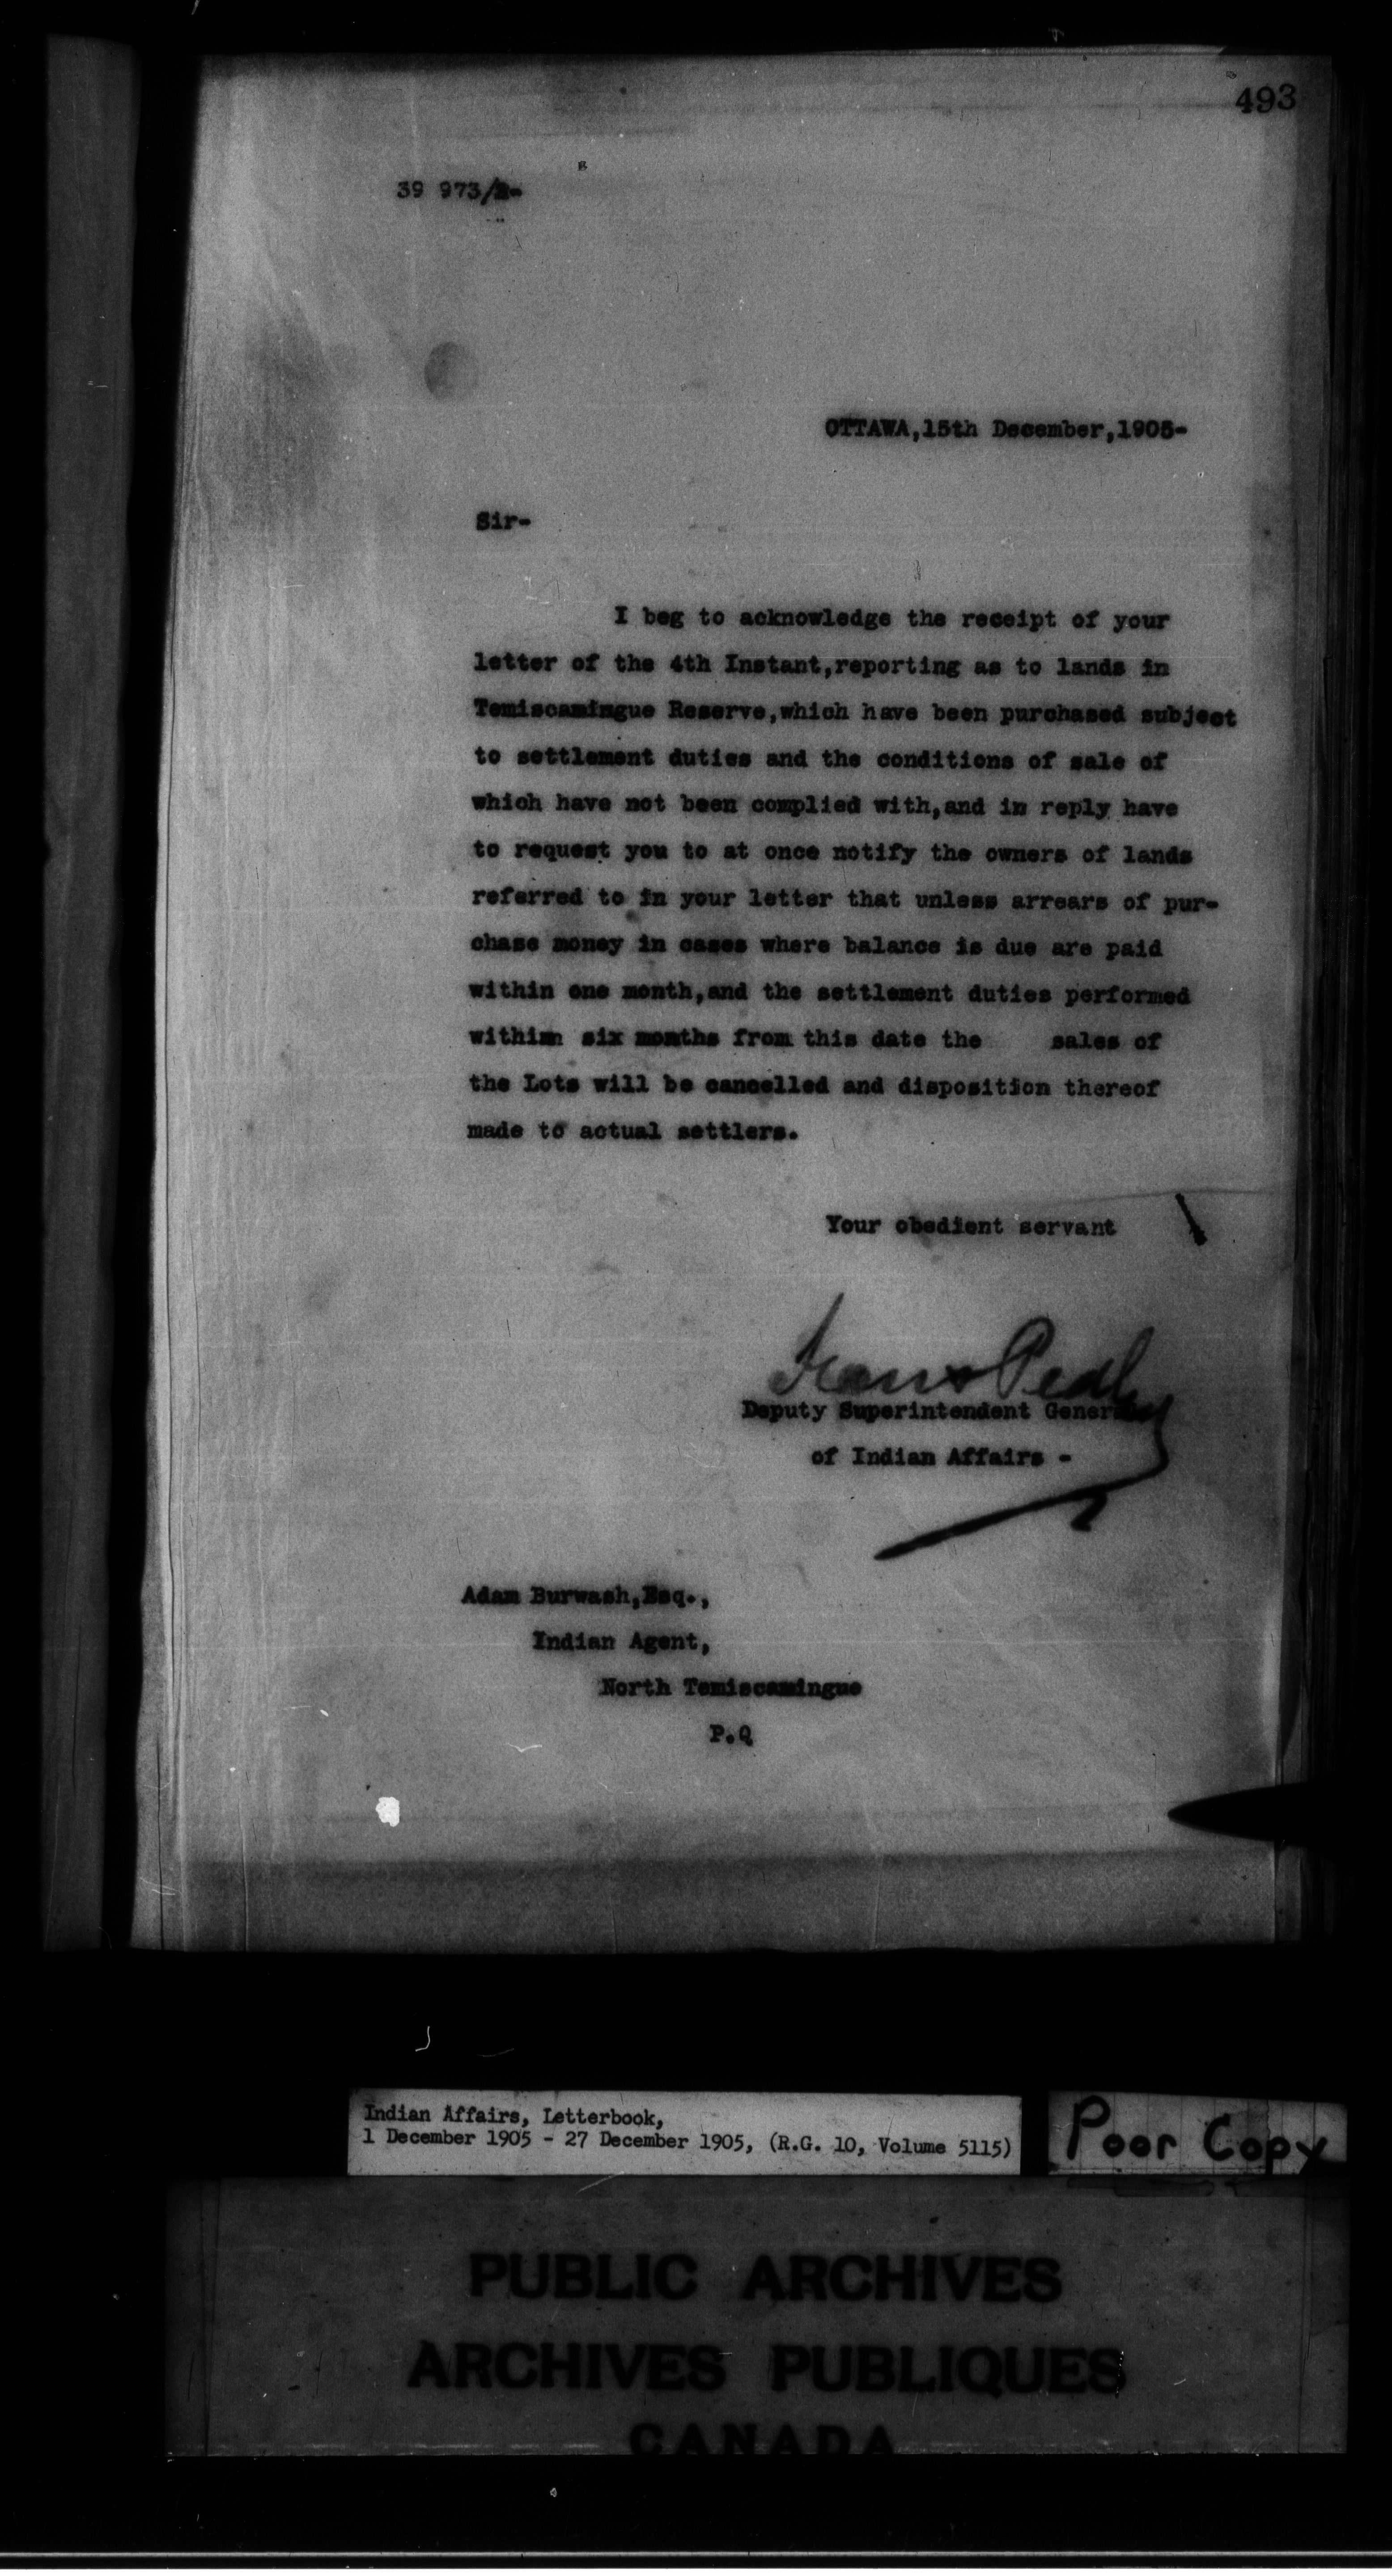 493
39 973/2-
OTTAWA,15th December,1905-
Sir-
I beg to acknowledge the receipt of your
letter of the 4th Instant,reporting as to lands in
Temiscamingue Reserve,which have been purchased subject
to settlement duties and the conditions of sale of
which have not been complied with,and in reply have
to request you to at once notify the owners of lands
referred to in your letter that unless arrears of pur-
chase money in cases where balance is due are paid
within one month,and the settlement duties performed
within six months from this date the sales of
the Lots will be cancelled and disposition thereof
made to actual settlers.
Your obedient servant
Frank Pedley
Deputy Superintendent General
of Indian Affairs -
Adam Burwash,Esq.,
Indian Agent,
North Temiscamingue
P.Q
Indian Affairs, Letterbook,
1 December 1905 - 27 December 1905, (R.G. 10, Volume 5115)
Poor Copy
PUBLIC ARCHIVES
ARCHIVES PUBLIQUES
CANADA